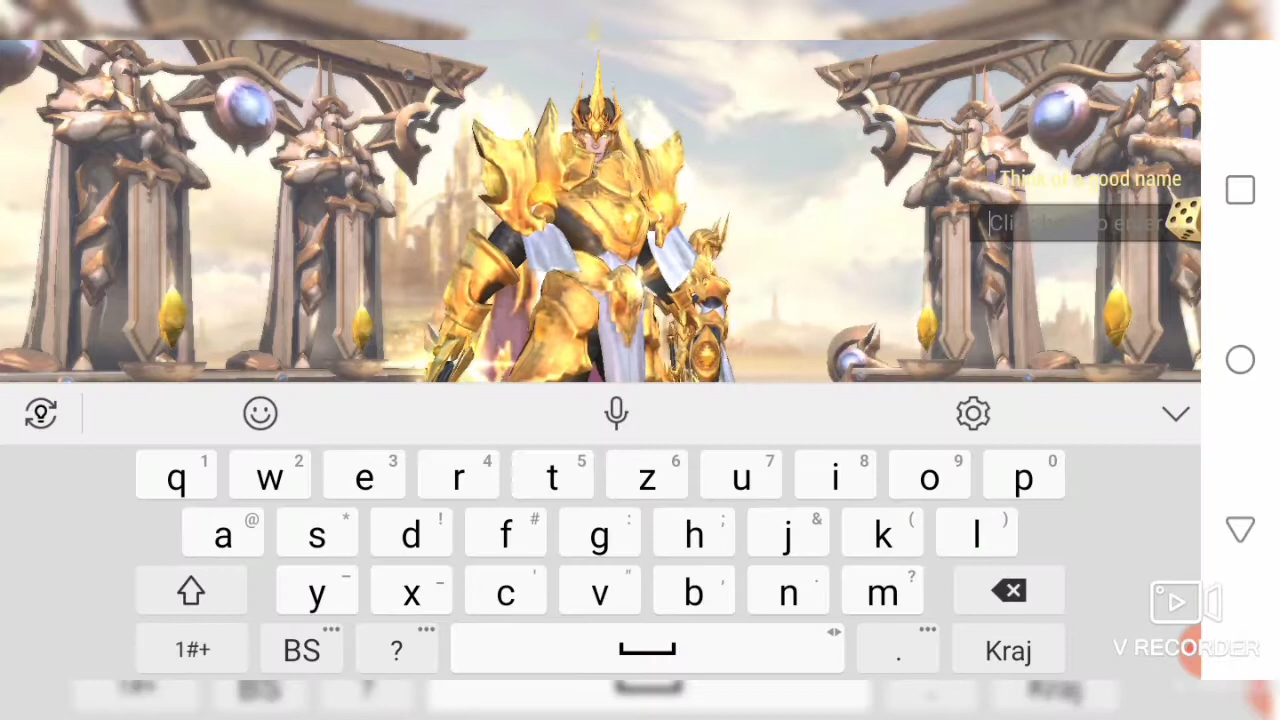 Think of a good name
q 1 w 2 e 3 r 4 t 5 z 6 u 7 i 8 o 9 p 0
a @ s * d ! f # g : h ; j & k ( l )
y - x _ c ' v " b , n . m ?
1#+ BS ? . Kraj
V RECORDER